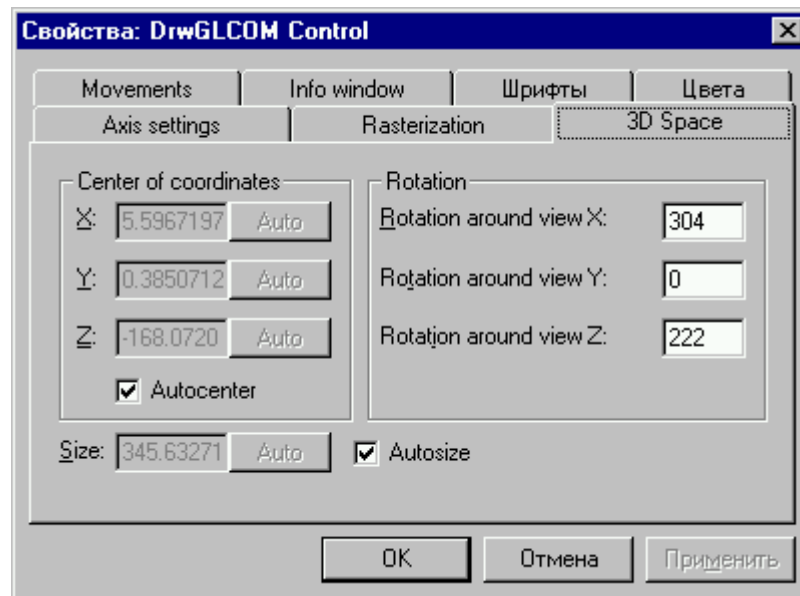 Свойства: DrwGLCOM Control
Movements Info window Шрифты Цвета
Axis settings Rasterization 3D Space
Center of coordinates Rotation
X: 5.5967197 Auto Rotation around view X: 304
Y: 0.3850712 Auto Rotation around view Y: 0
Z: -168.0720 Auto Rotation around view Z: 222
Autocenter
Size: 345.63271 Auto Autosize
OK Отмена Применить